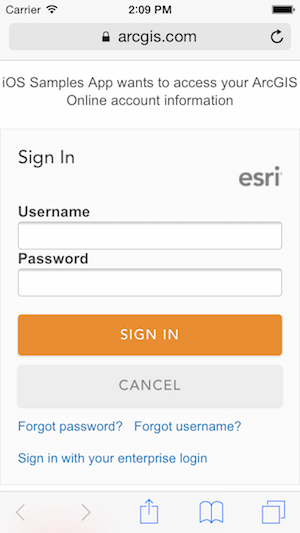 Carrier 2:09 PM
arcgis.com
iOS Samples App wants to access your ArcGIS
Online account information
Sign In
esri
Username
Password
SIGN IN
CANCEL
Forgot password? Forgot username?
Sign in with your enterprise login